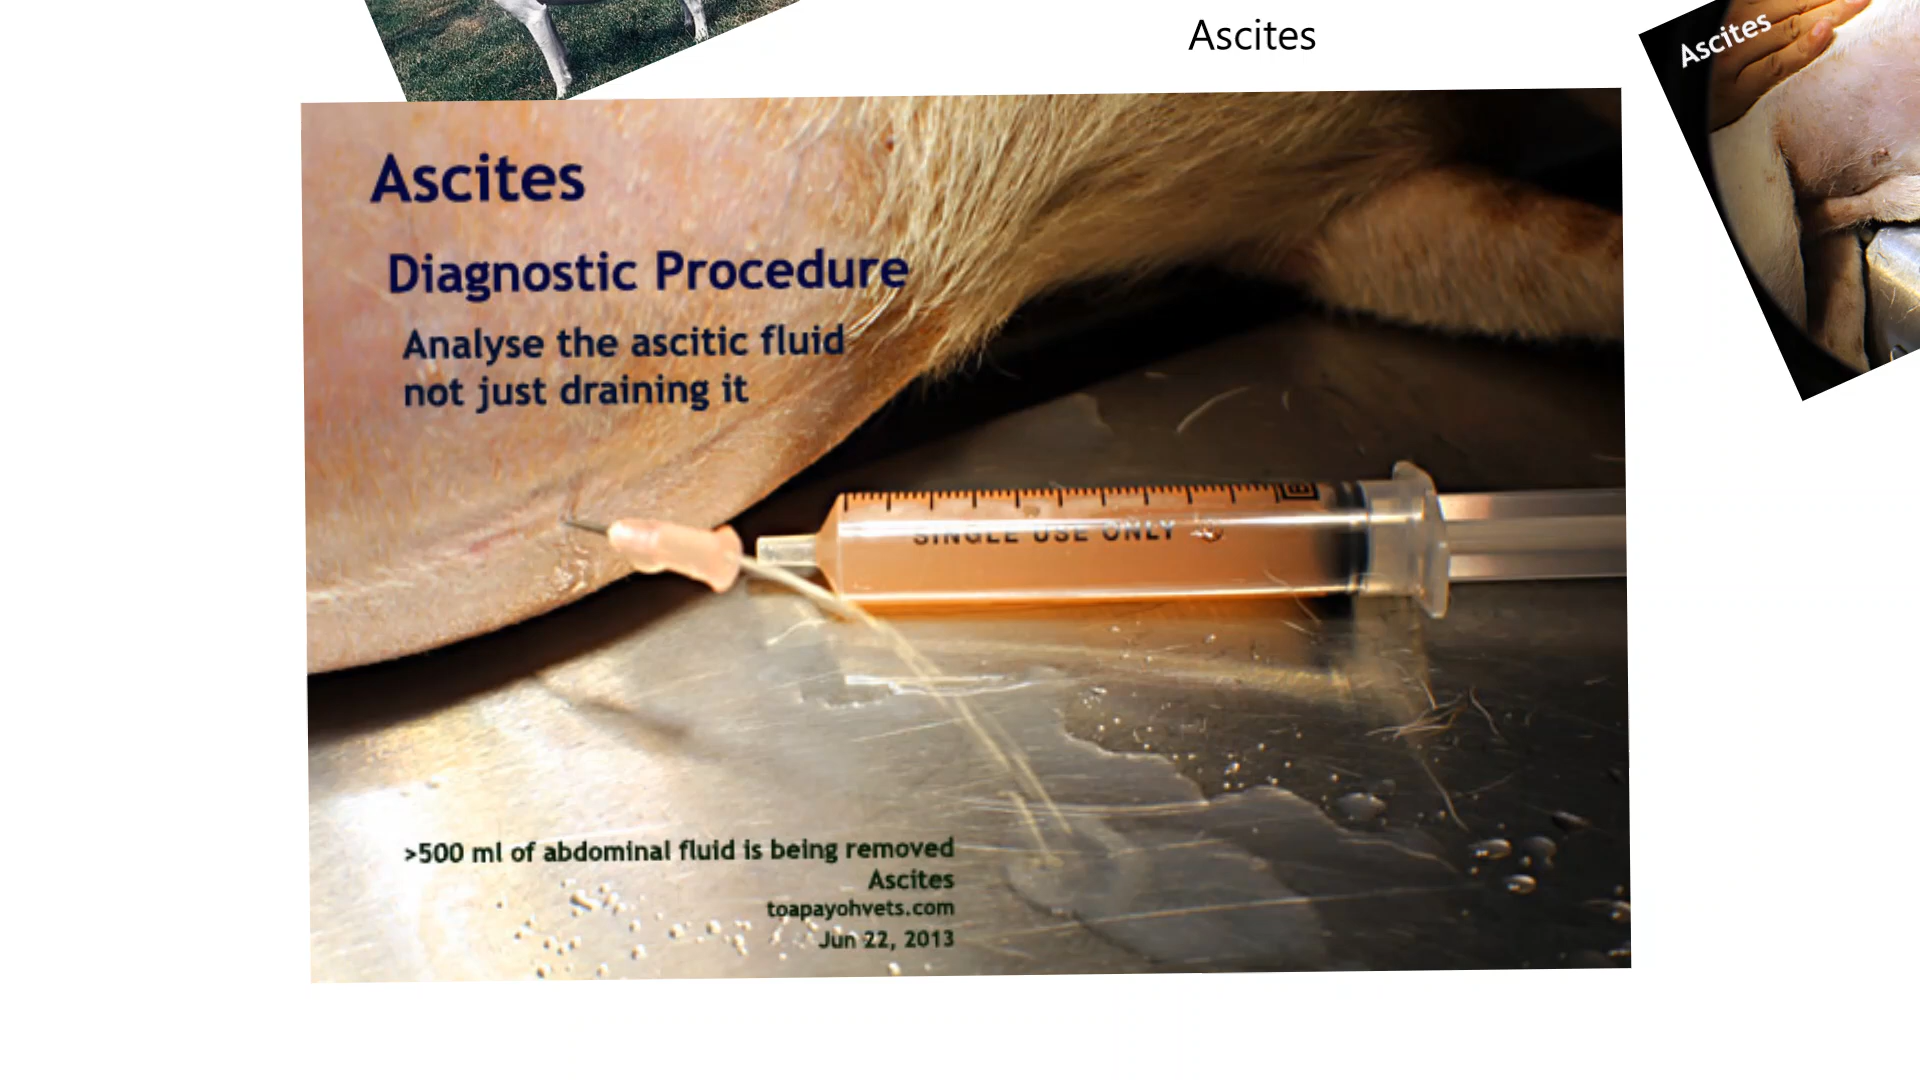 Ascites
Ascites
Ascites
Diagnostic Procedure
Analyse the ascitic fluid
not just draining it
SINGLE USE ONLY
>500 ml of abdominal fluid is being removed
Ascites
toapayohvets.com
Jun 22, 2013